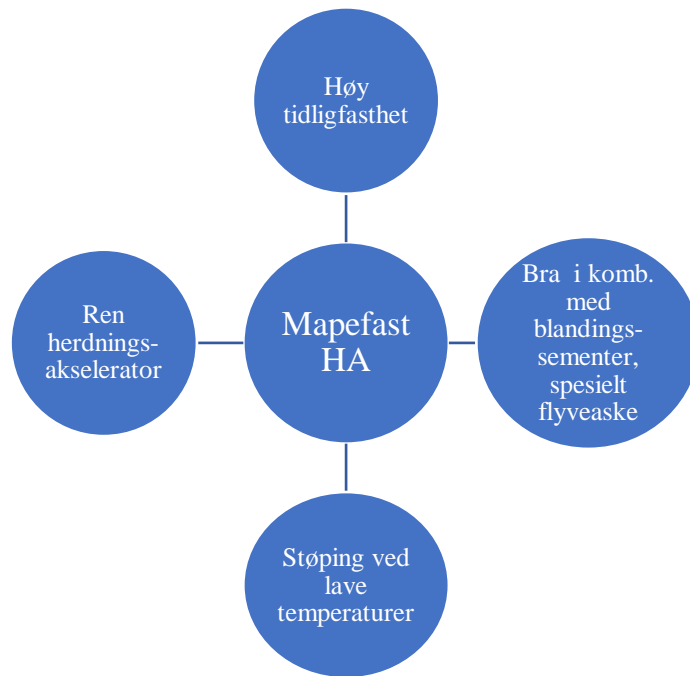 Høy
tidligfasthet
Ren
herdnings-
akselerator
Mapefast
HA
Bra i komb.
med
blandings-
sementer,
spesielt
flyveaske
Støping ved
lave
temperaturer